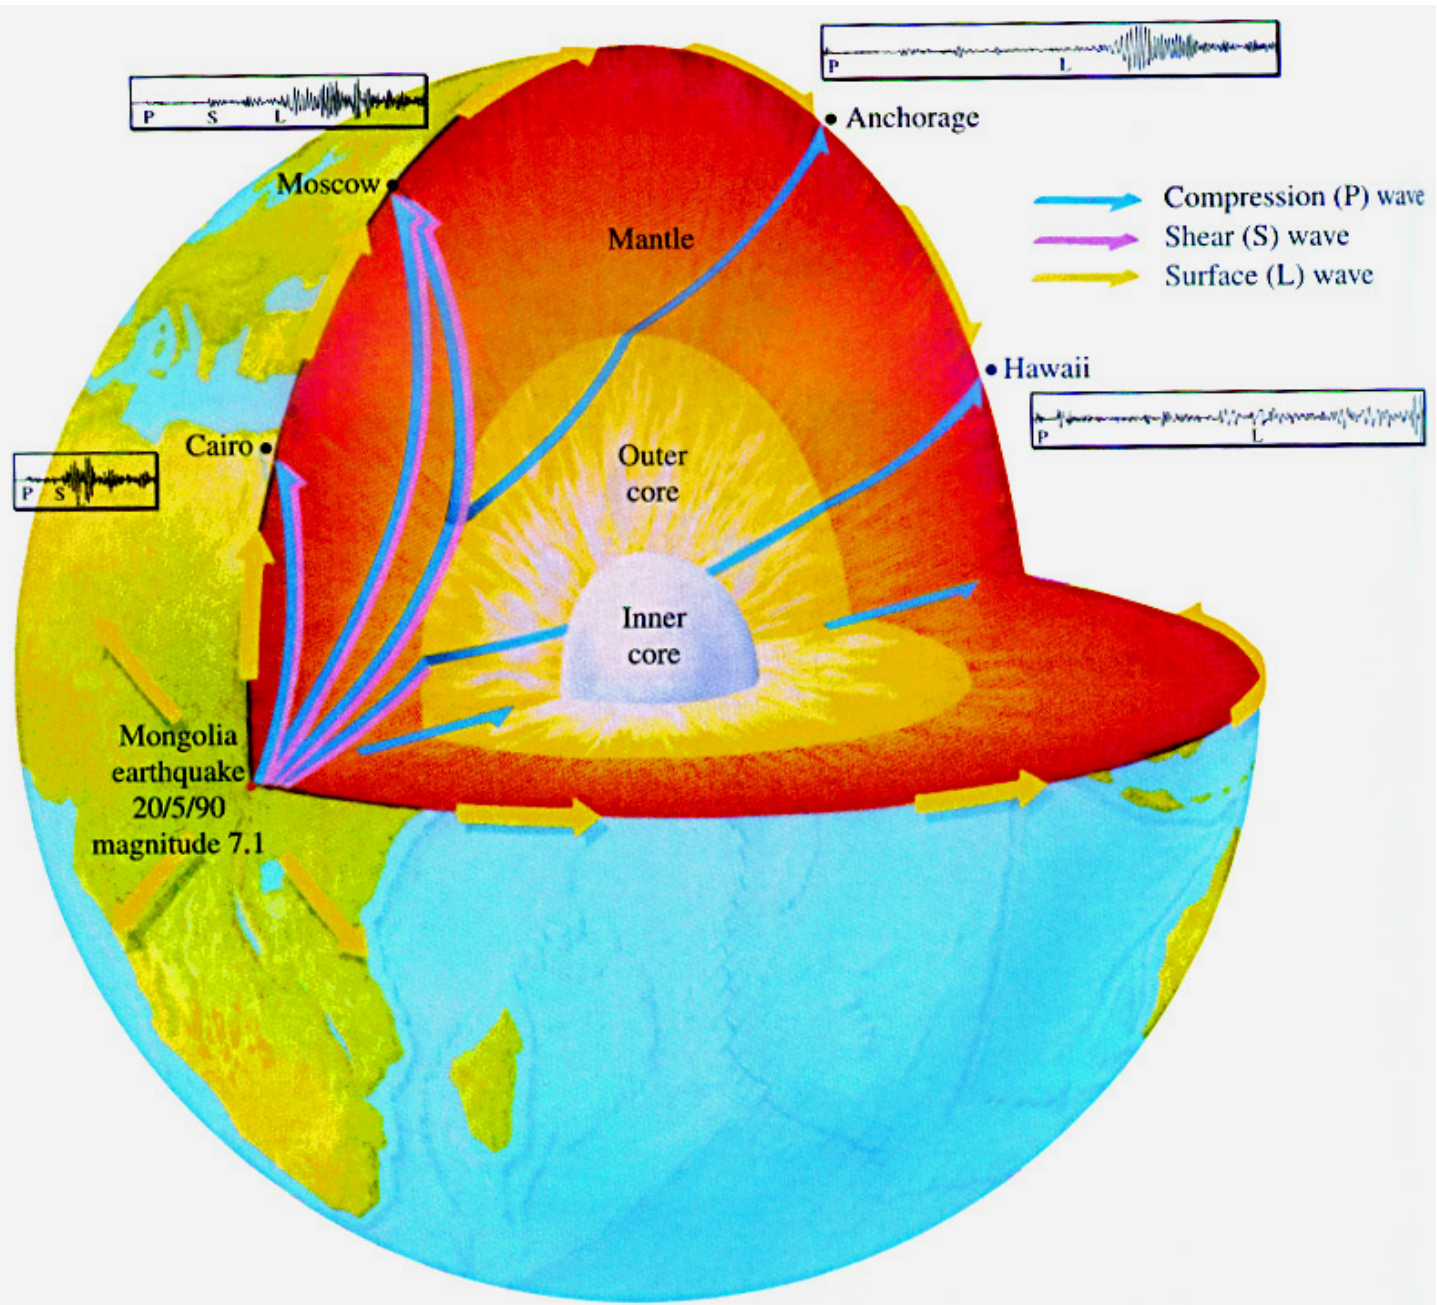 P
L
P
S
L
Anchorage
Moscow
Compression (P) wave
Mantle
Shear (S) wave
Surface (L) wave
Hawaii
P
L
Cairo
Outer
core
P
S
Inner
core
Mongolia
earthquake
20/5/90
magnitude 7.1